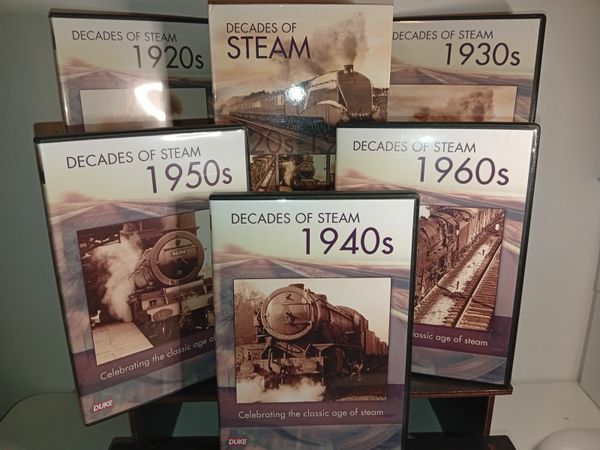 DECADES OF STEAM
1920s
DECADES OF
STEAM
DECADES OF STEAM
1930s
DECADES OF STEAM
1950s
Celebrating the classic age of
DUKE
DECADES OF STEAM
1960s
classic age of steam
DECADES OF STEAM
1940s
Celebrating the classic age of steam
DUKE